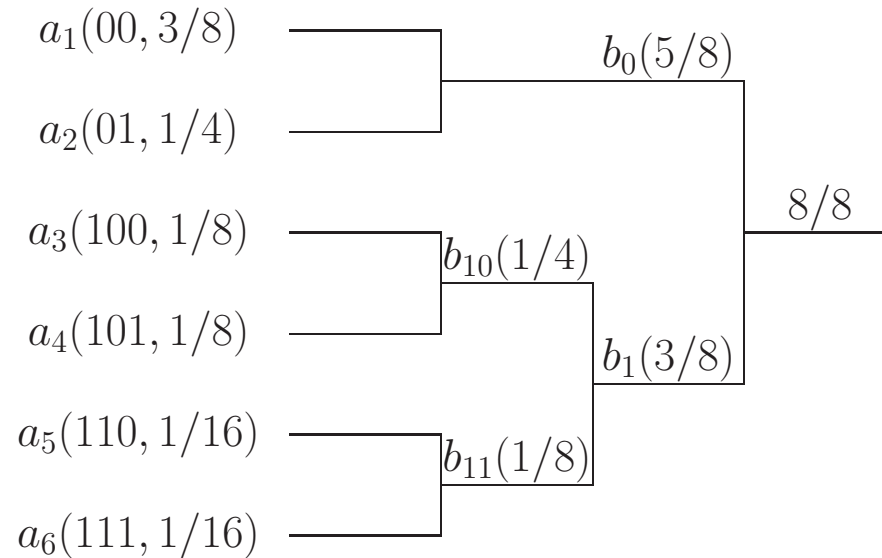 a₁(00, 3/8)
b₀(5/8)
a₂(01, 1/4)
8/8
a₃(100, 1/8)
b₁₀(1/4)
a₄(101, 1/8)
b₁(3/8)
a₅(110, 1/16)
b₁₁(1/8)
a₆(111, 1/16)